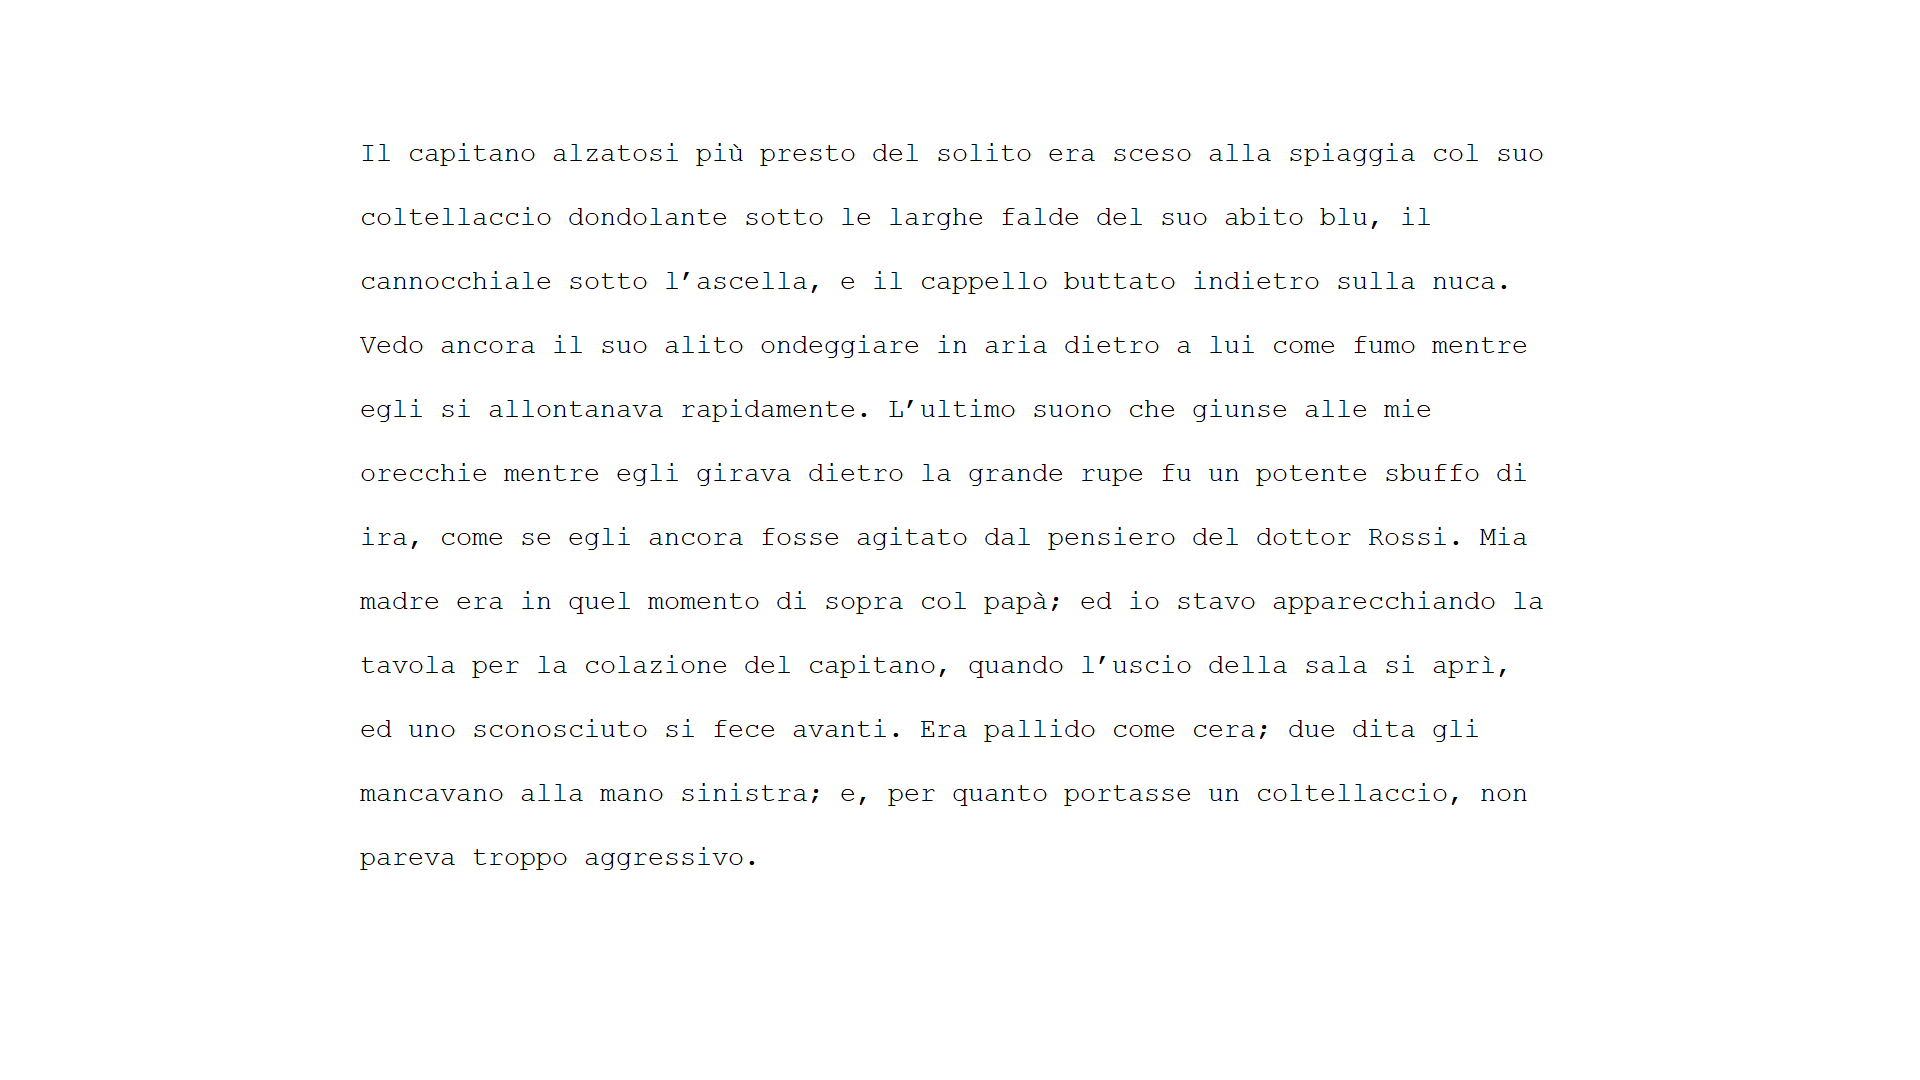 Il capitano alzatosi più presto del solito era sceso alla spiaggia col suo
coltellaccio dondolante sotto le larghe falde del suo abito blu, il
cannocchiale sotto l’ascella, e il cappello buttato indietro sulla nuca.
Vedo ancora il suo alito ondeggiare in aria dietro a lui come fumo mentre
egli si allontanava rapidamente. L’ultimo suono che giunse alle mie
orecchie mentre egli girava dietro la grande rupe fu un potente sbuffo di
ira, come se egli ancora fosse agitato dal pensiero del dottor Rossi. Mia
madre era in quel momento di sopra col papà; ed io stavo apparecchiando la
tavola per la colazione del capitano, quando l’uscio della sala si aprì,
ed uno sconosciuto si fece avanti. Era pallido come cera; due dita gli
mancavano alla mano sinistra; e, per quanto portasse un coltellaccio, non
pareva troppo aggressivo.